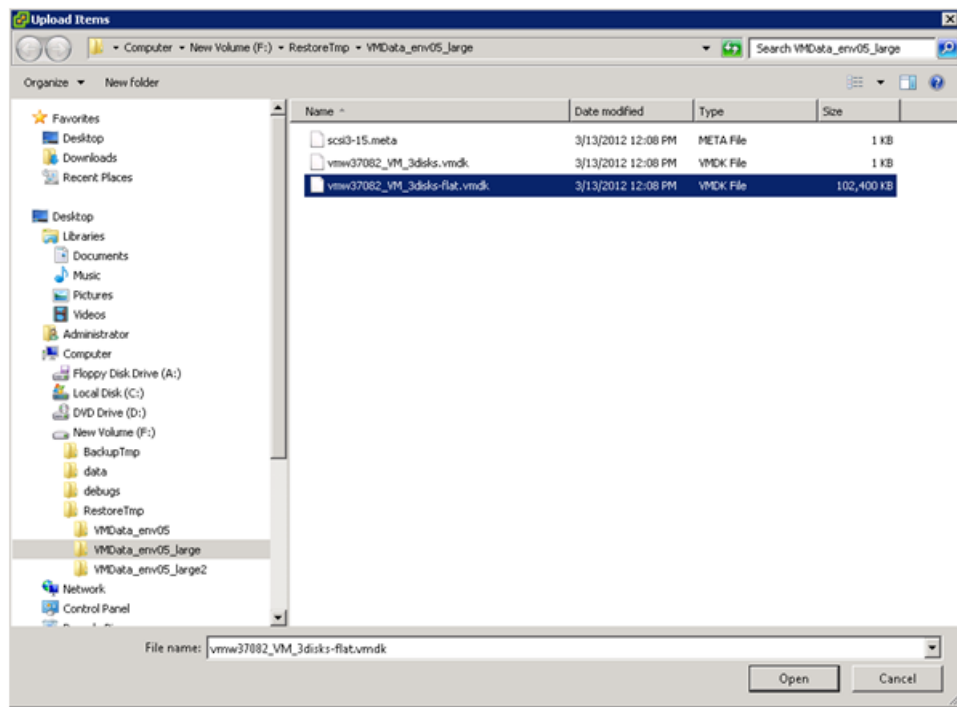 Upload Items
Computer New Volume (F:) RestoreTmp VMData_env05_large
Search VMData_env05_large
Organize New folder
Favorites
Desktop
Downloads
Recent Places
Desktop
Libraries
Documents
Music
Pictures
Videos
Administrator
Computer
Floppy Disk Drive (A:)
Local Disk (C:)
DVD Drive (D:)
New Volume (F:)
BackupTmp
data
debugs
RestoreTmp
VMData_env05
VMData_env05_large
VMData_env05_large2
Network
Control Panel
Name Date modified Type Size
scsi3-15.meta 3/13/2012 12:08 PM META File 1 KB
vmw37082_VM_3disks.vmdk 3/13/2012 12:08 PM VMDK File 1 KB
vmw37082_VM_3disks-flat.vmdk 3/13/2012 12:08 PM VMDK File 102,400 KB
File name: vmw37082_VM_3disks-flat.vmdk
Open Cancel